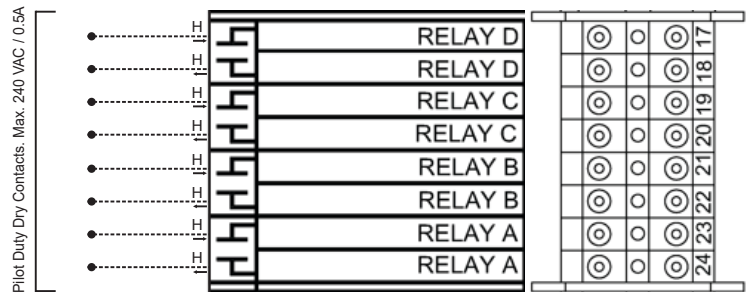 Pilot Duty Dry Contacts. Max. 240 VAC / 0.5A
H RELAY D 17
H RELAY D 18
H RELAY C 19
H RELAY C 20
H RELAY B 21
H RELAY B 22
H RELAY A 23
H RELAY A 24